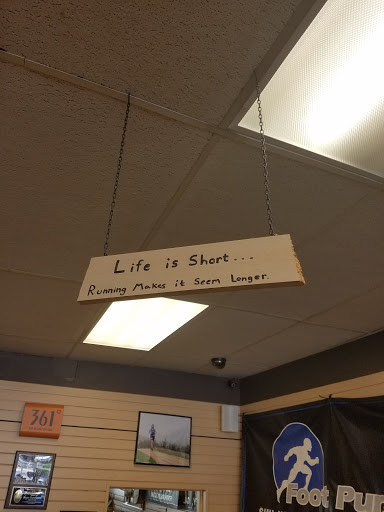 Life is Short...
Running Makes it Seem Longer.
361°
Foot